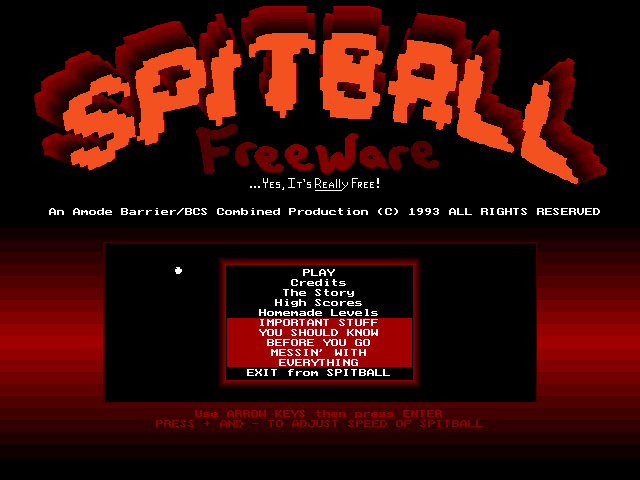 SPITBALL
FreeWare
...Yes, It's Really Free!
An Amode Barrier/BCS Combined Production (C) 1993 ALL RIGHTS RESERVED
PLAY
Credits
The Story
High Scores
Homemade Levels
IMPORTANT STUFF
YOU SHOULD KNOW
BEFORE YOU GO
MESSIN' WITH
EVERYTHING
EXIT from SPITBALL
Use ARROW KEYS then press ENTER
PRESS + AND - TO ADJUST SPEED OF SPITBALL